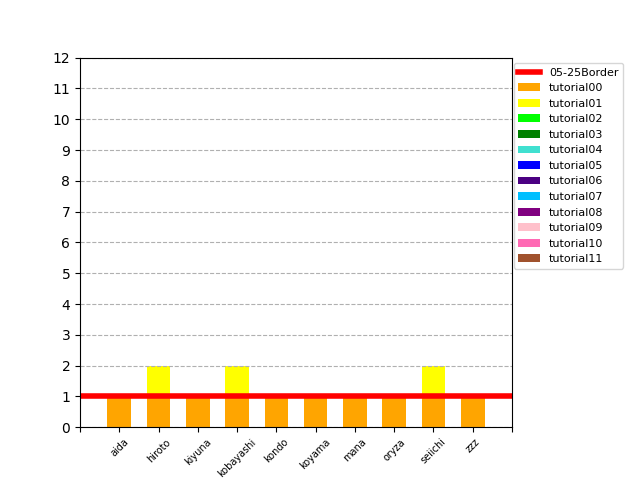 12
11
10
9
8
7
6
5
4
3
2
1
0
aida
hiroto
kiyuna
kobayashi
kondo
koyama
mana
oryza
seiichi
zzz
05-25Border
tutorial00
tutorial01
tutorial02
tutorial03
tutorial04
tutorial05
tutorial06
tutorial07
tutorial08
tutorial09
tutorial10
tutorial11